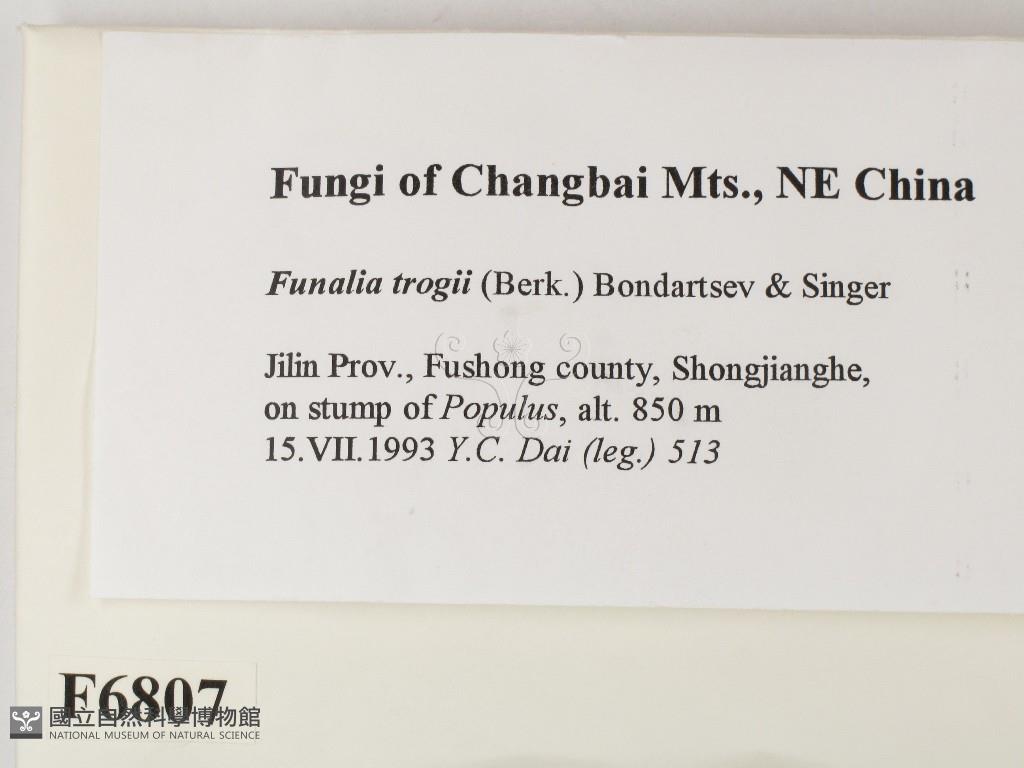 Fungi of Changbai Mts., NE China
Funalia trogii (Berk.) Bondartsev & Singer
Jilin Prov., Fushong county, Shongjianghe,
on stump of Populus, alt. 850 m
15.VII.1993 Y.C. Dai (leg.) 513
F6807
國立自然科學博物館
NATIONAL MUSEUM OF NATURAL SCIENCE